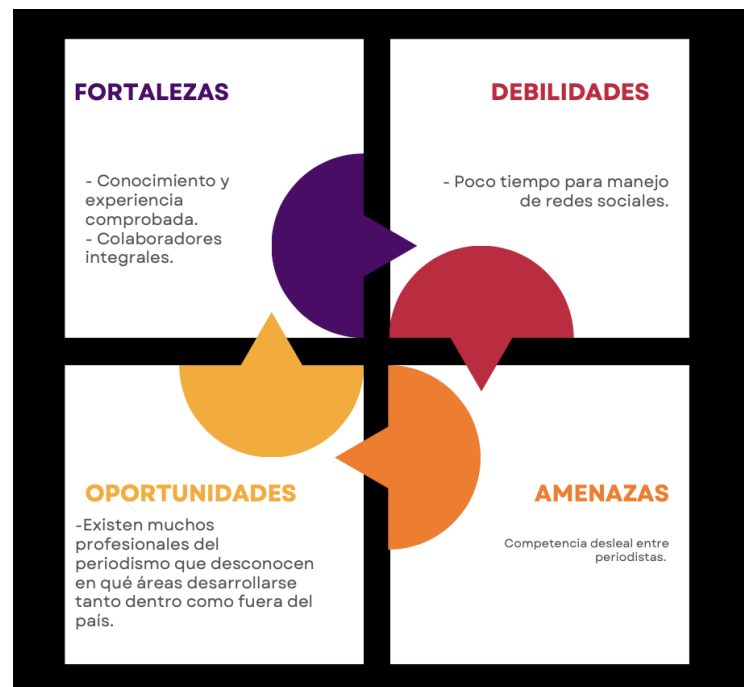 FORTALEZAS
- Conocimiento y
experiencia
comprobada.
- Colaboradores
integrales.
DEBILIDADES
- Poco tiempo para manejo
de redes sociales.
OPORTUNIDADES
-Existen muchos
profesionales del
periodismo que desconocen
en qué áreas desarrollarse
tanto dentro como fuera del
país.
AMENAZAS
Competencia desleal entre
periodistas.